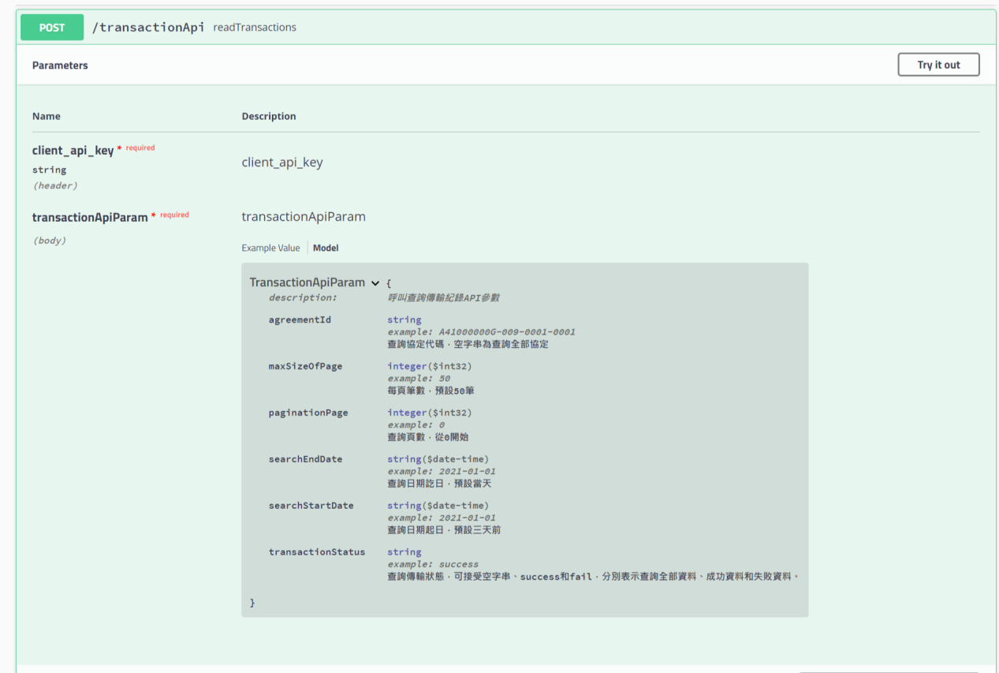 POST /transactionApi readTransactions
Parameters
Try it out
Name Description
client_api_key * required
string
(header)
client_api_key
transactionApiParam * required
(body)
transactionApiParam
Example Value Model
TransactionApiParam {
description: 呼叫查詢傳輸紀錄API參數
agreementId string
example: A41000000G-009-0001-0001
查詢協定代碼，空字串為查詢全部協定
maxSizeOfPage integer($int32)
example: 50
每頁筆數，預設50筆
paginationPage integer($int32)
example: 0
查詢頁數，從0開始
searchEndDate string($date-time)
example: 2021-01-01
查詢日期訖日，預設當天
searchStartDate string($date-time)
example: 2021-01-01
查詢日期起日，預設三天前
transactionStatus string
example: success
查詢傳輸狀態，可接受空字串、success和fail，分別表示查詢全部資料、成功資料和失敗資料。
}